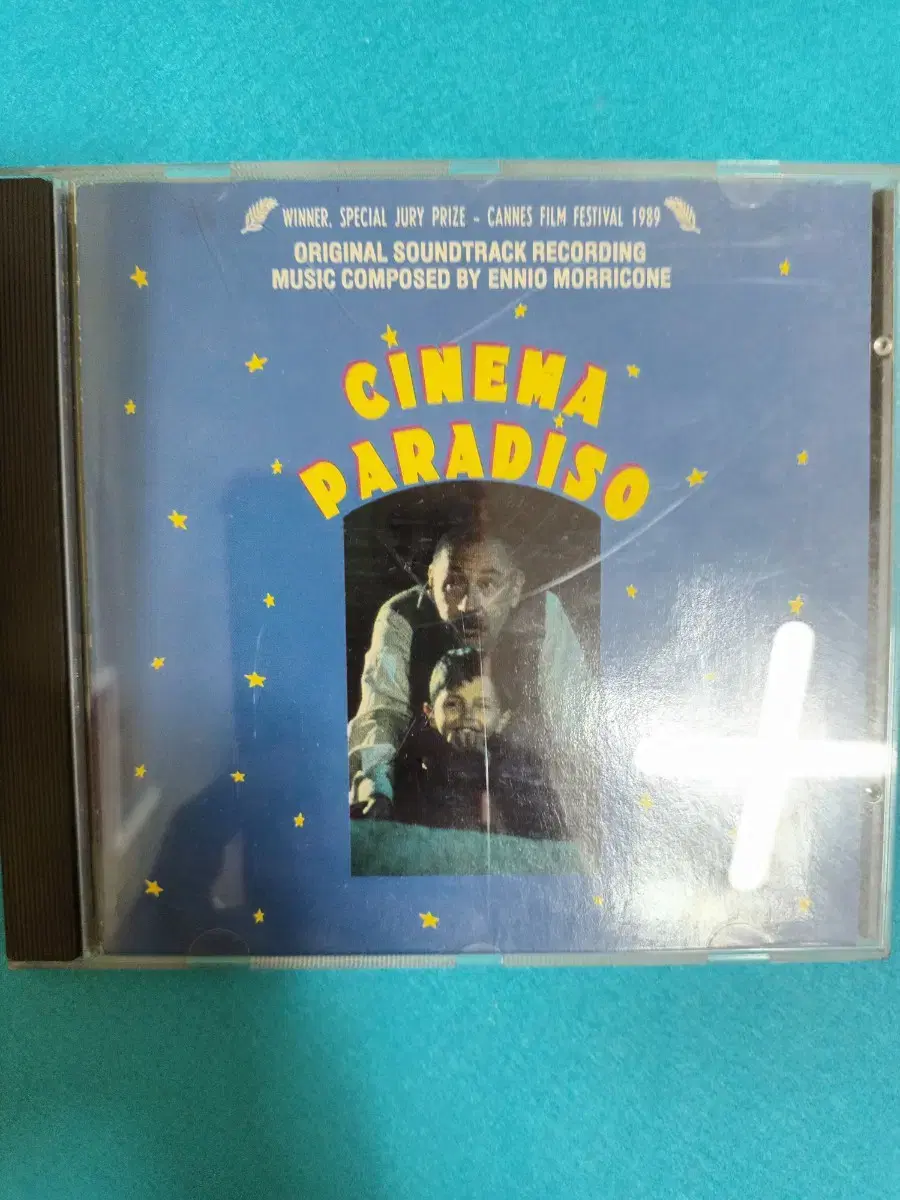 WINNER, SPECIAL JURY PRIZE - CANNES FILM FESTIVAL 1989
ORIGINAL SOUNDTRACK RECORDING
MUSIC COMPOSED BY ENNIO MORRICONE
CINEMA
PARADISO